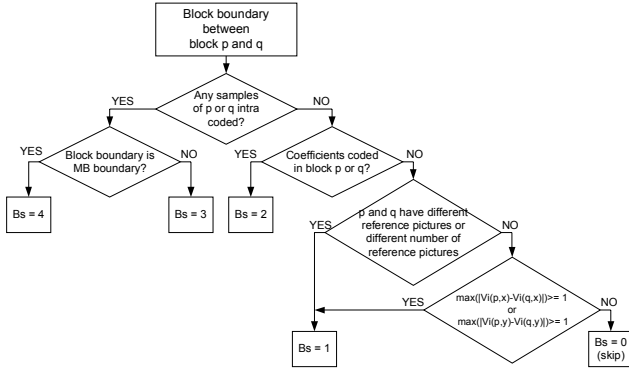 Block boundary
between
block p and q
YES
Any samples
of p or q intra
coded?
NO
YES
Block boundary is
MB boundary?
NO
YES
Coefficients coded
in block p or q?
NO
Bs = 4
Bs = 3
Bs = 2
YES
p and q have different
reference pictures or
different number of
reference pictures
NO
YES
max(|Vi(p,x)-Vi(q,x)|)>= 1
or
max(|Vi(p,y)-Vi(q,y)|)>= 1
NO
Bs = 1
Bs = 0
(skip)